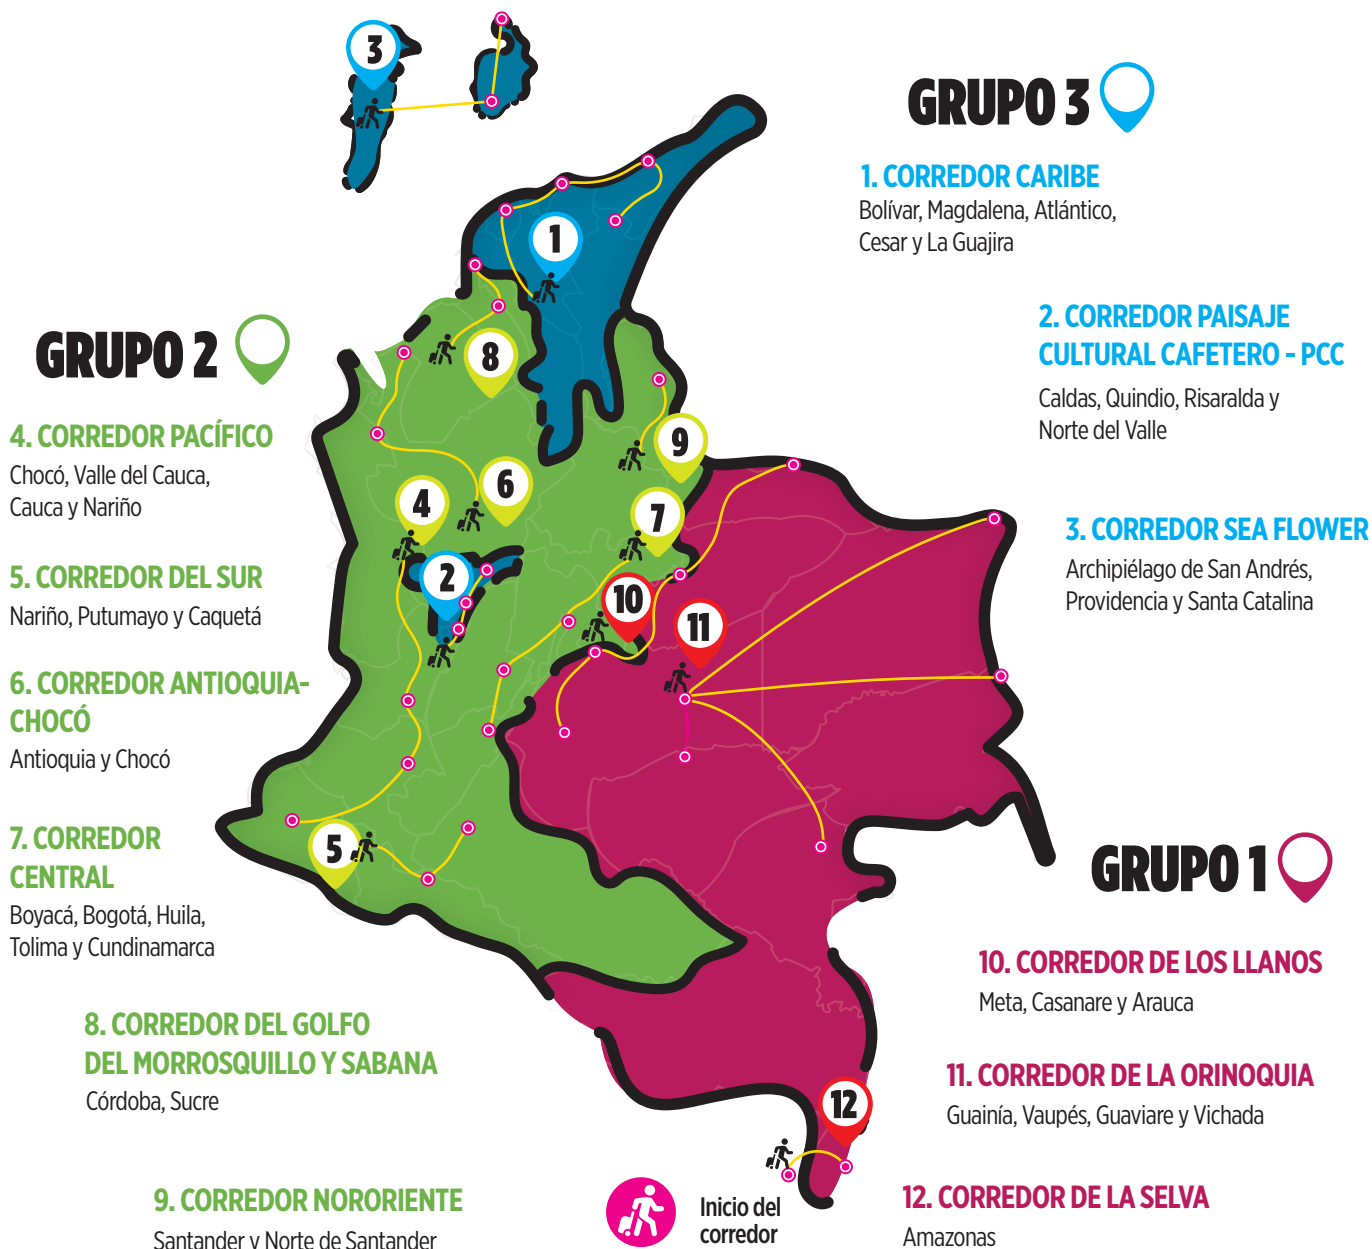 GRUPO 3
1. CORREDOR CARIBE
Bolívar, Magdalena, Atlántico,
Cesar y La Guajira
2. CORREDOR PAISAJE
CULTURAL CAFETERO - PCC
Caldas, Quindio, Risaralda y
Norte del Valle
3. CORREDOR SEA FLOWER
Archipiélago de San Andrés,
Providencia y Santa Catalina
GRUPO 2
4. CORREDOR PACÍFICO
Chocó, Valle del Cauca,
Cauca y Nariño
5. CORREDOR DEL SUR
Nariño, Putumayo y Caquetá
6. CORREDOR ANTIOQUIA-
CHOCÓ
Antioquia y Chocó
7. CORREDOR
CENTRAL
Boyacá, Bogotá, Huila,
Tolima y Cundinamarca
8. CORREDOR DEL GOLFO
DEL MORROSQUILLO Y SABANA
Córdoba, Sucre
9. CORREDOR NORORIENTE
Santander y Norte de Santander
GRUPO 1
10. CORREDOR DE LOS LLANOS
Meta, Casanare y Arauca
11. CORREDOR DE LA ORINOQUIA
Guainía, Vaupés, Guaviare y Vichada
12. CORREDOR DE LA SELVA
Amazonas
3
1
8
9
6
4
7
2
10
11
5
12
Inicio del
corredor